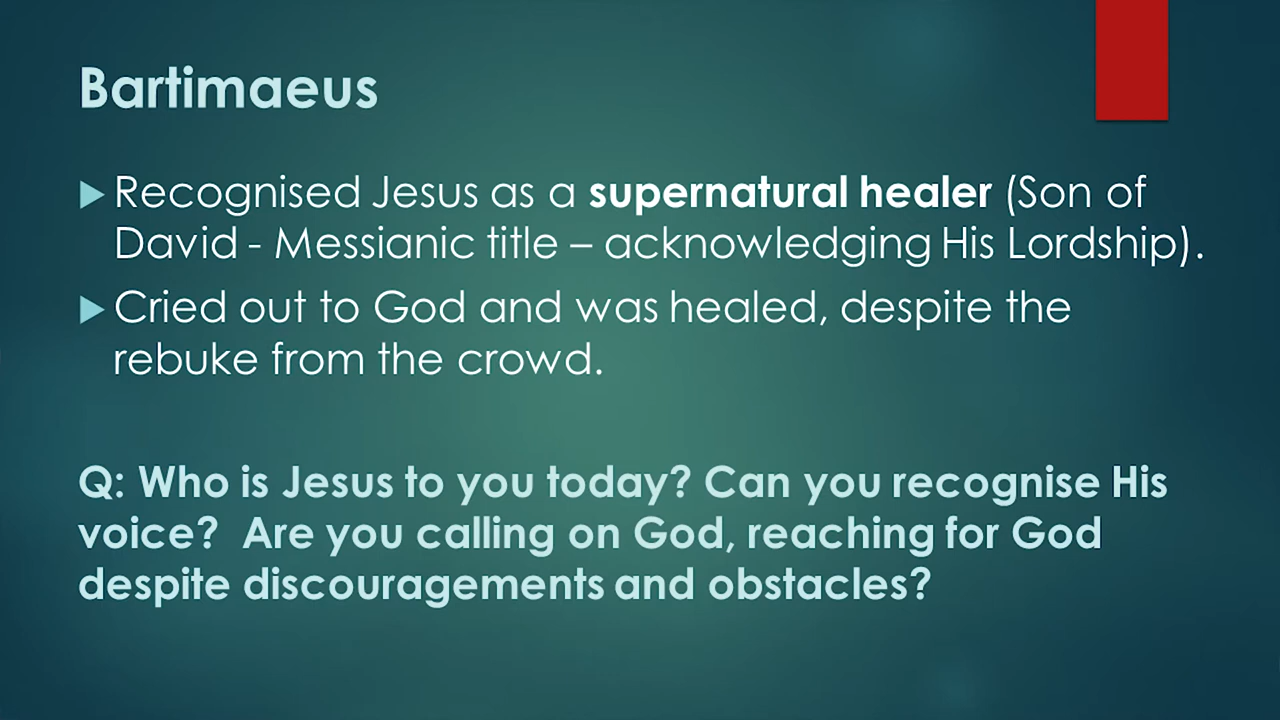 Bartimaeus
Recognised Jesus as a supernatural healer (Son of
David - Messianic title – acknowledging His Lordship).
Cried out to God and was healed, despite the
rebuke from the crowd.
Q: Who is Jesus to you today? Can you recognise His
voice?  Are you calling on God, reaching for God
despite discouragements and obstacles?